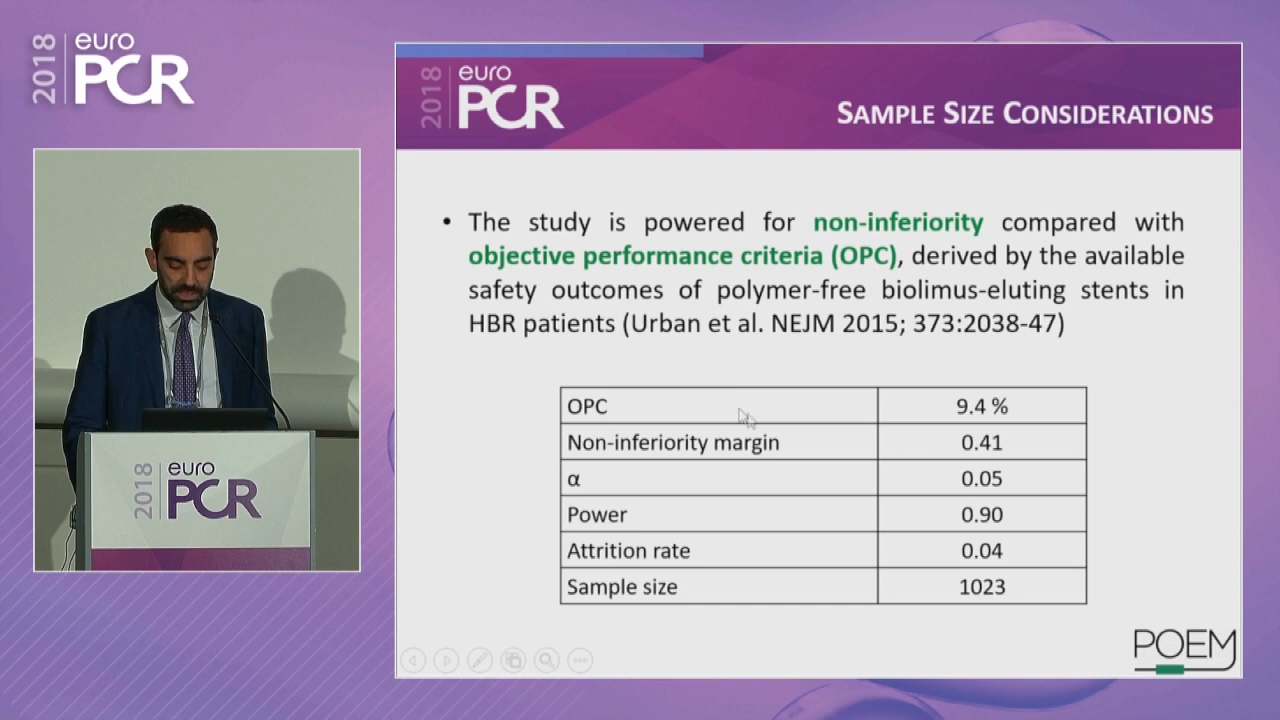 2018 euro PCR
2018 euro PCR
SAMPLE SIZE CONSIDERATIONS
• The study is powered for non-inferiority compared with
objective performance criteria (OPC), derived by the available
safety outcomes of polymer-free biolimus-eluting stents in
HBR patients (Urban et al. NEJM 2015; 373:2038-47)
OPC 9.4 %
Non-inferiority margin 0.41
α 0.05
Power 0.90
Attrition rate 0.04
Sample size 1023
POEM
2018 euro PCR